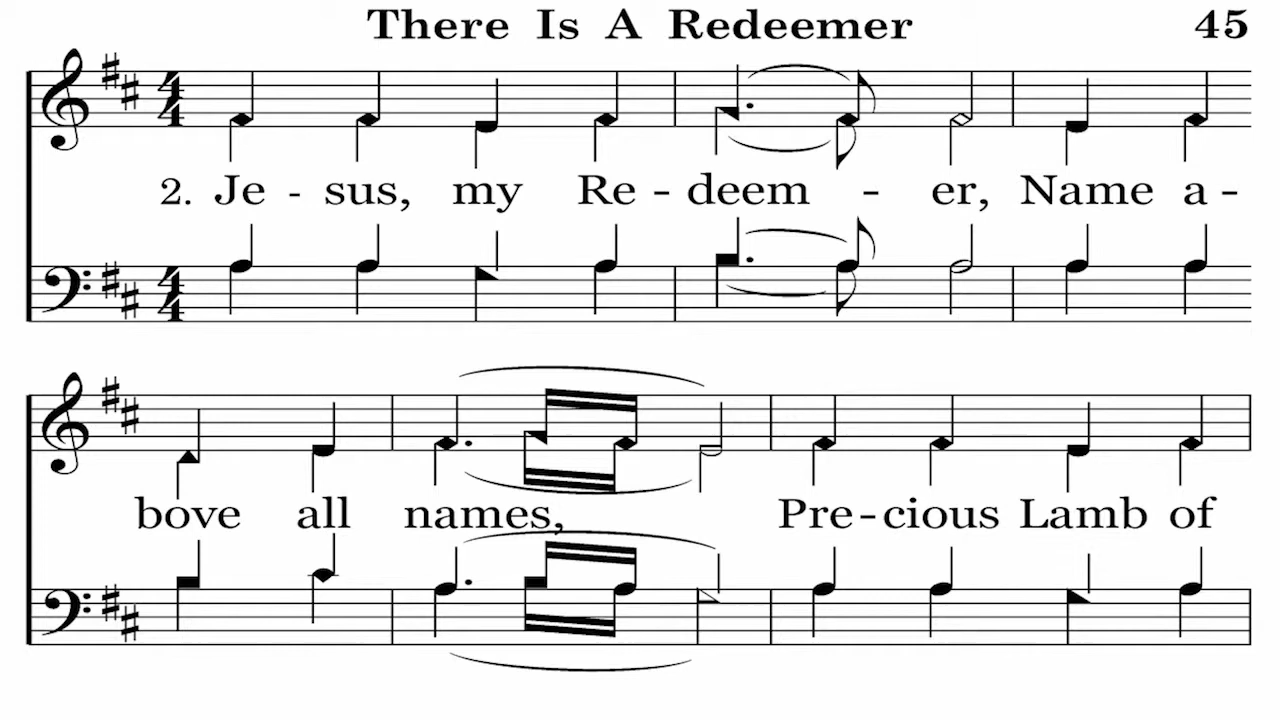 There Is A Redeemer 45
2. Je - sus, my Re - deem - er, Name a -
bove all names, Pre - cious Lamb of